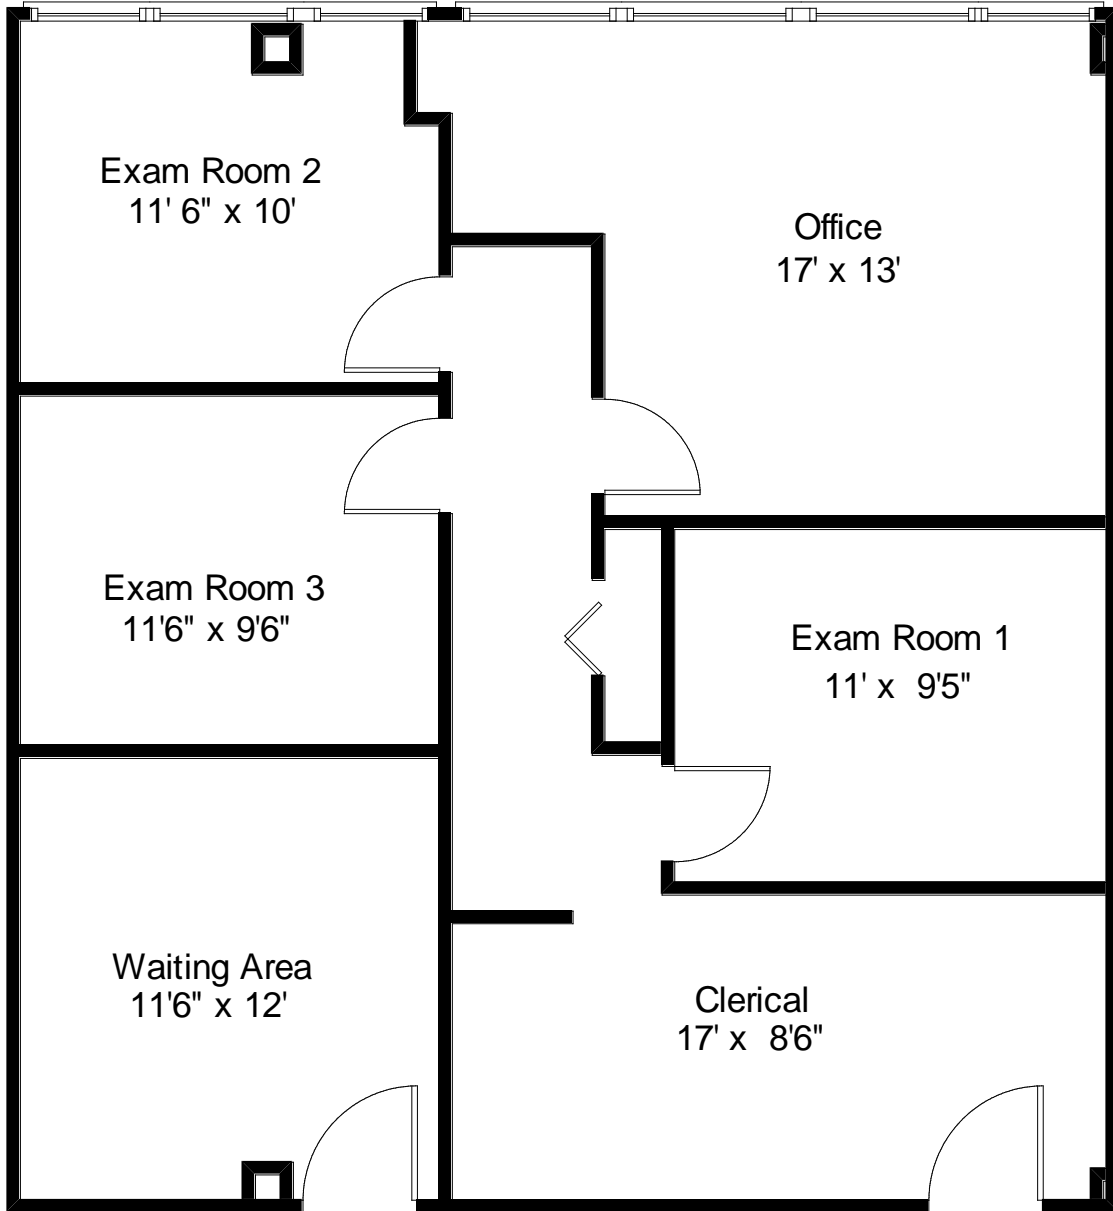 Exam Room 2
11' 6" x 10'
Office
17' x 13'
Exam Room 3
11'6" x 9'6"
Exam Room 1
11' x  9'5"
Waiting Area
11'6" x 12'
Clerical
17' x  8'6"